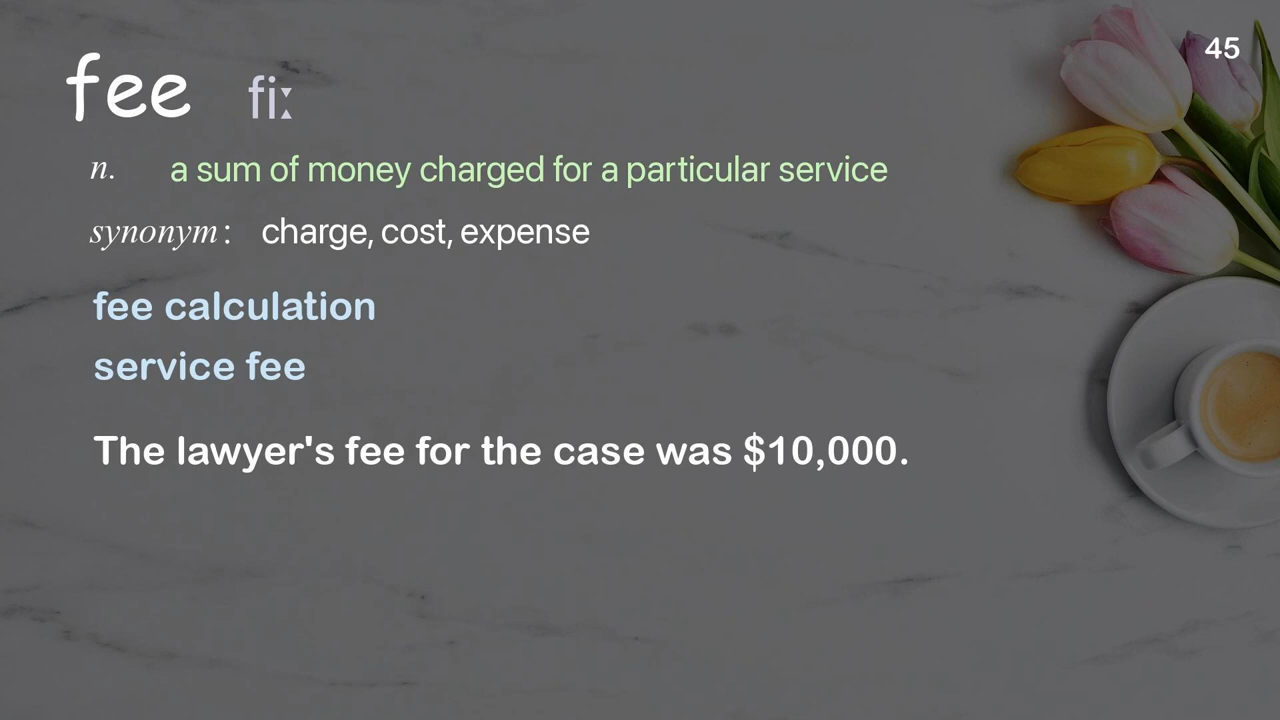 45
fee fiː
n. a sum of money charged for a particular service
synonym : charge, cost, expense
fee calculation
service fee
The lawyer's fee for the case was $10,000.